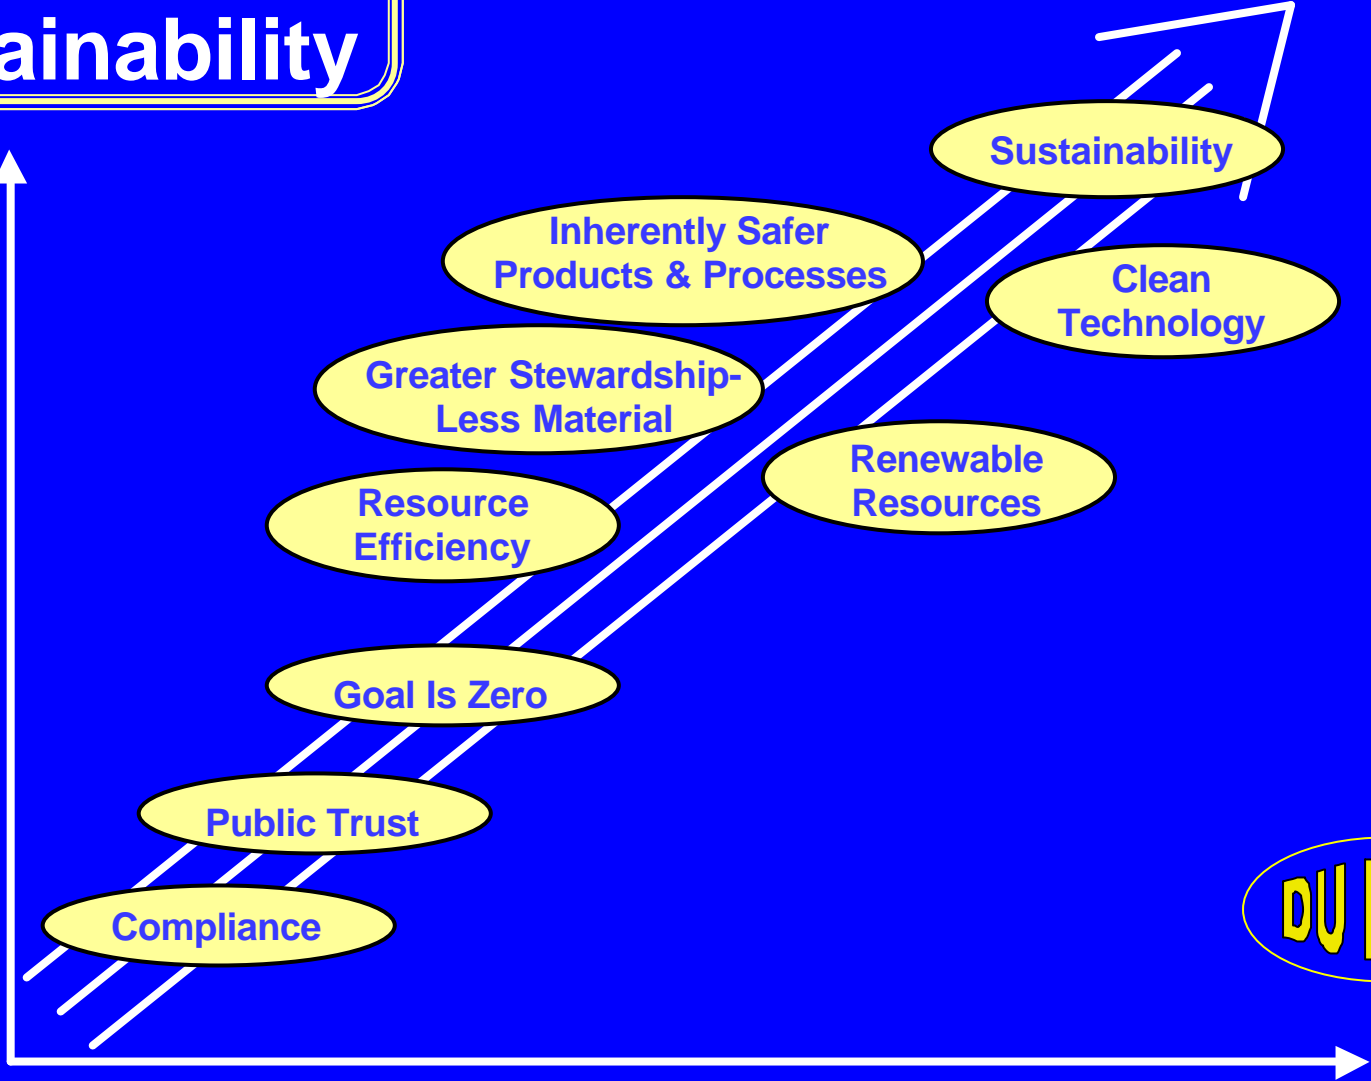 ainability
Sustainability
Inherently Safer
Products & Processes
Clean
Technology
Greater Stewardship-
Less Material
Renewable
Resources
Resource
Efficiency
Goal Is Zero
Public Trust
Compliance
DU